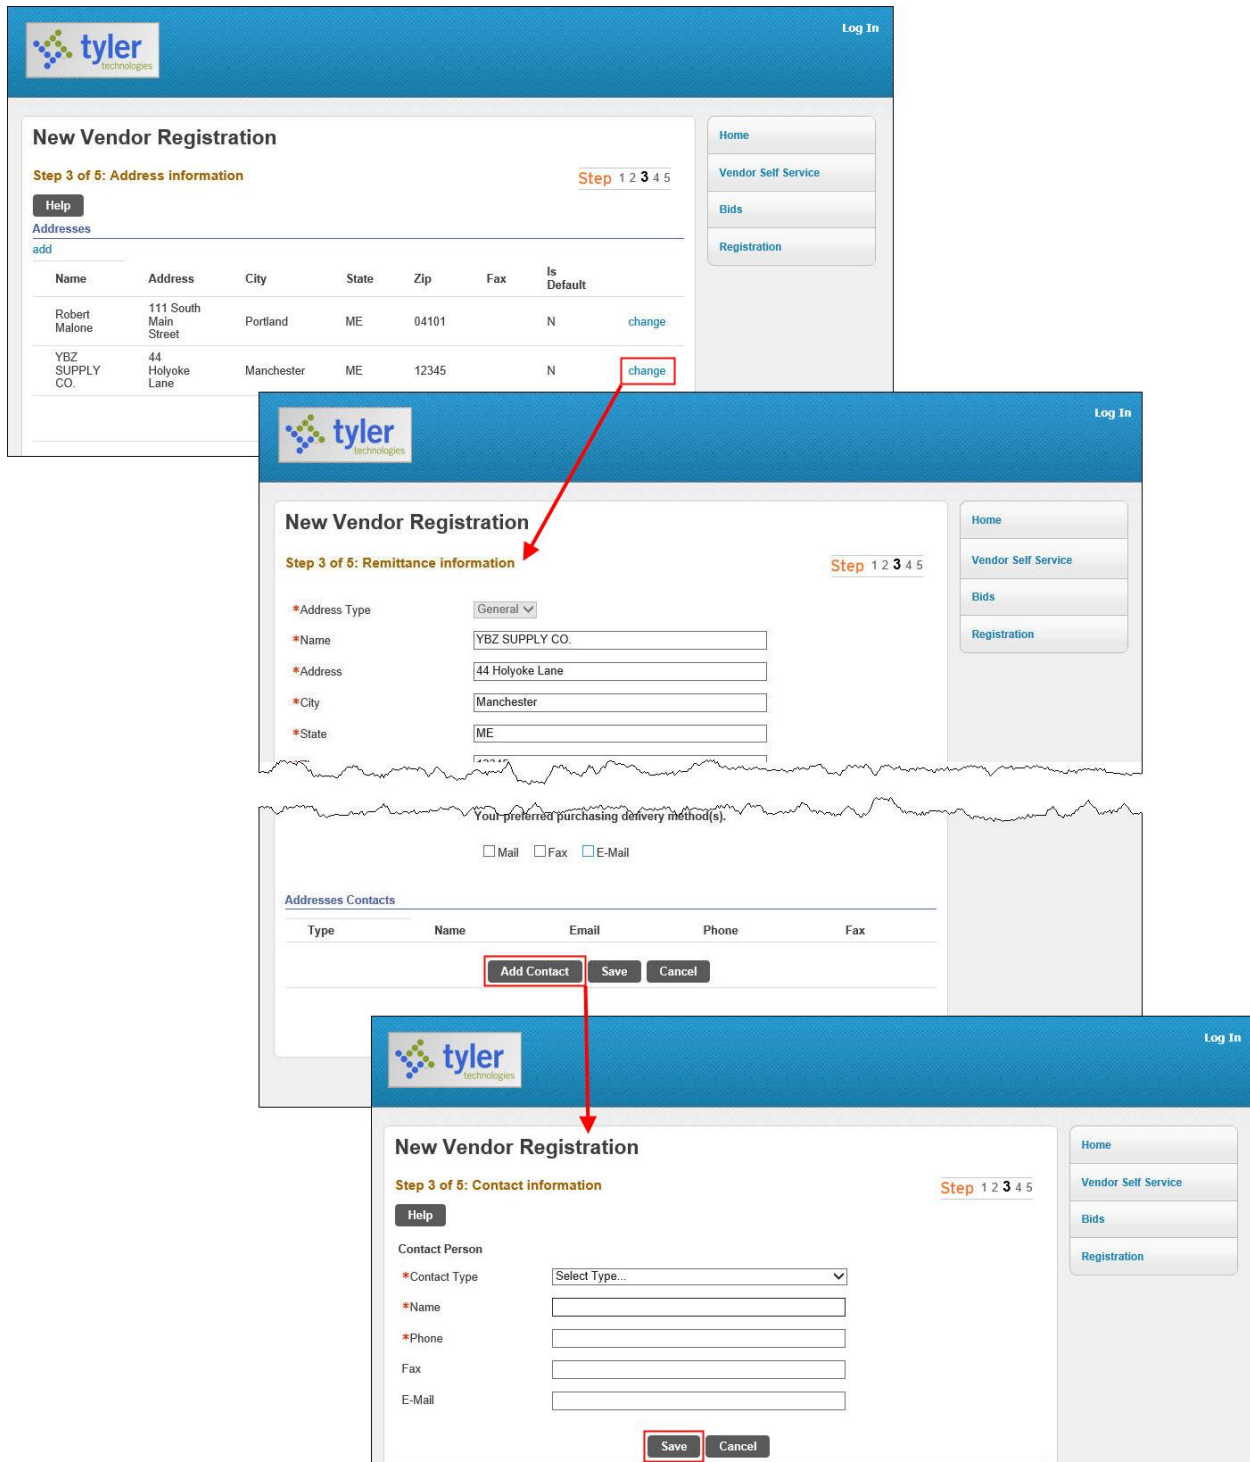 tyler
technologies
Log In
New Vendor Registration
Step 3 of 5: Address information
Step 1 2 3 4 5
Help
Addresses
add
Name Address City State Zip Fax Is Default
Robert Malone 111 South Main Street Portland ME 04101 N change
YBZ SUPPLY CO. 44 Holyoke Lane Manchester ME 12345 N change
Home
Vendor Self Service
Bids
Registration
tyler
technologies
Log In
New Vendor Registration
Step 3 of 5: Remittance information
Step 1 2 3 4 5
*Address Type General
*Name YBZ SUPPLY CO.
*Address 44 Holyoke Lane
*City Manchester
*State ME
12345
Home
Vendor Self Service
Bids
Registration
Your preferred purchasing delivery method(s).
Mail Fax E-Mail
Addresses Contacts
Type Name Email Phone Fax
Add Contact Save Cancel
tyler
technologies
Log In
New Vendor Registration
Step 3 of 5: Contact information
Step 1 2 3 4 5
Help
Contact Person
*Contact Type Select Type...
*Name
*Phone
Fax
E-Mail
Save Cancel
Home
Vendor Self Service
Bids
Registration